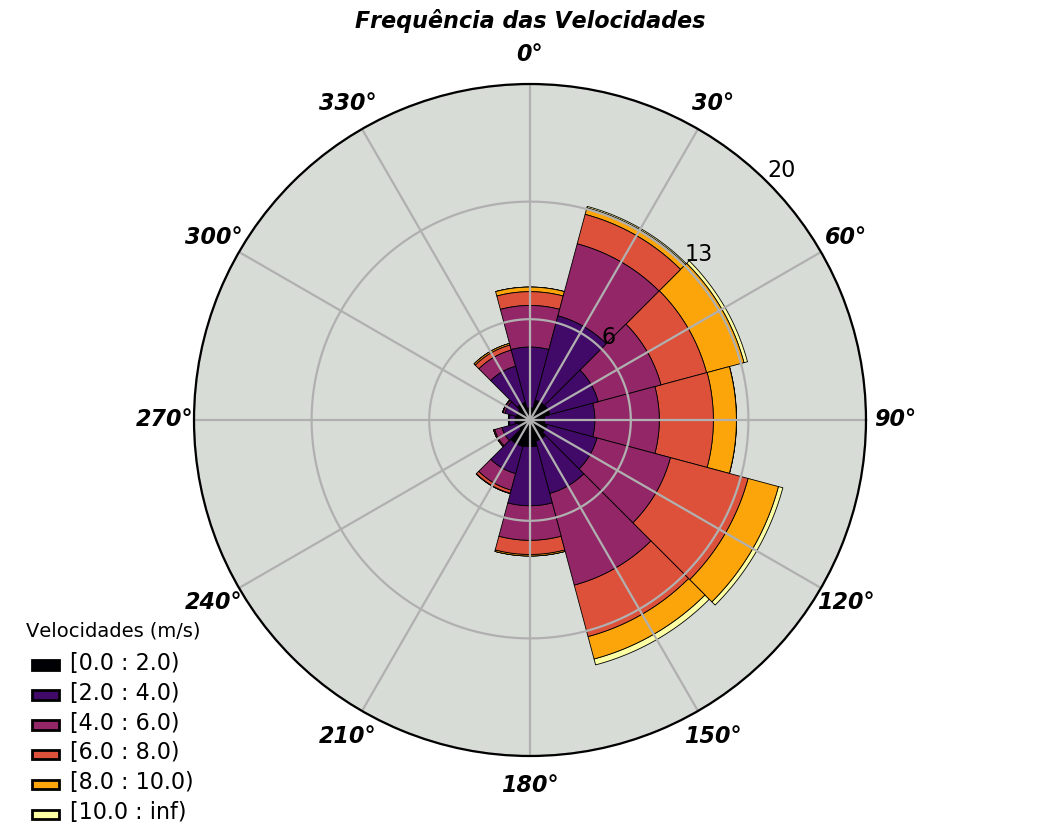 Frequência das Velocidades
0°
330°
30°
20
300°
60°
13
6
270°
90°
240°
120°
210°
150°
180°
Velocidades (m/s)
[0.0 : 2.0)
[2.0 : 4.0)
[4.0 : 6.0)
[6.0 : 8.0)
[8.0 : 10.0)
[10.0 : inf)